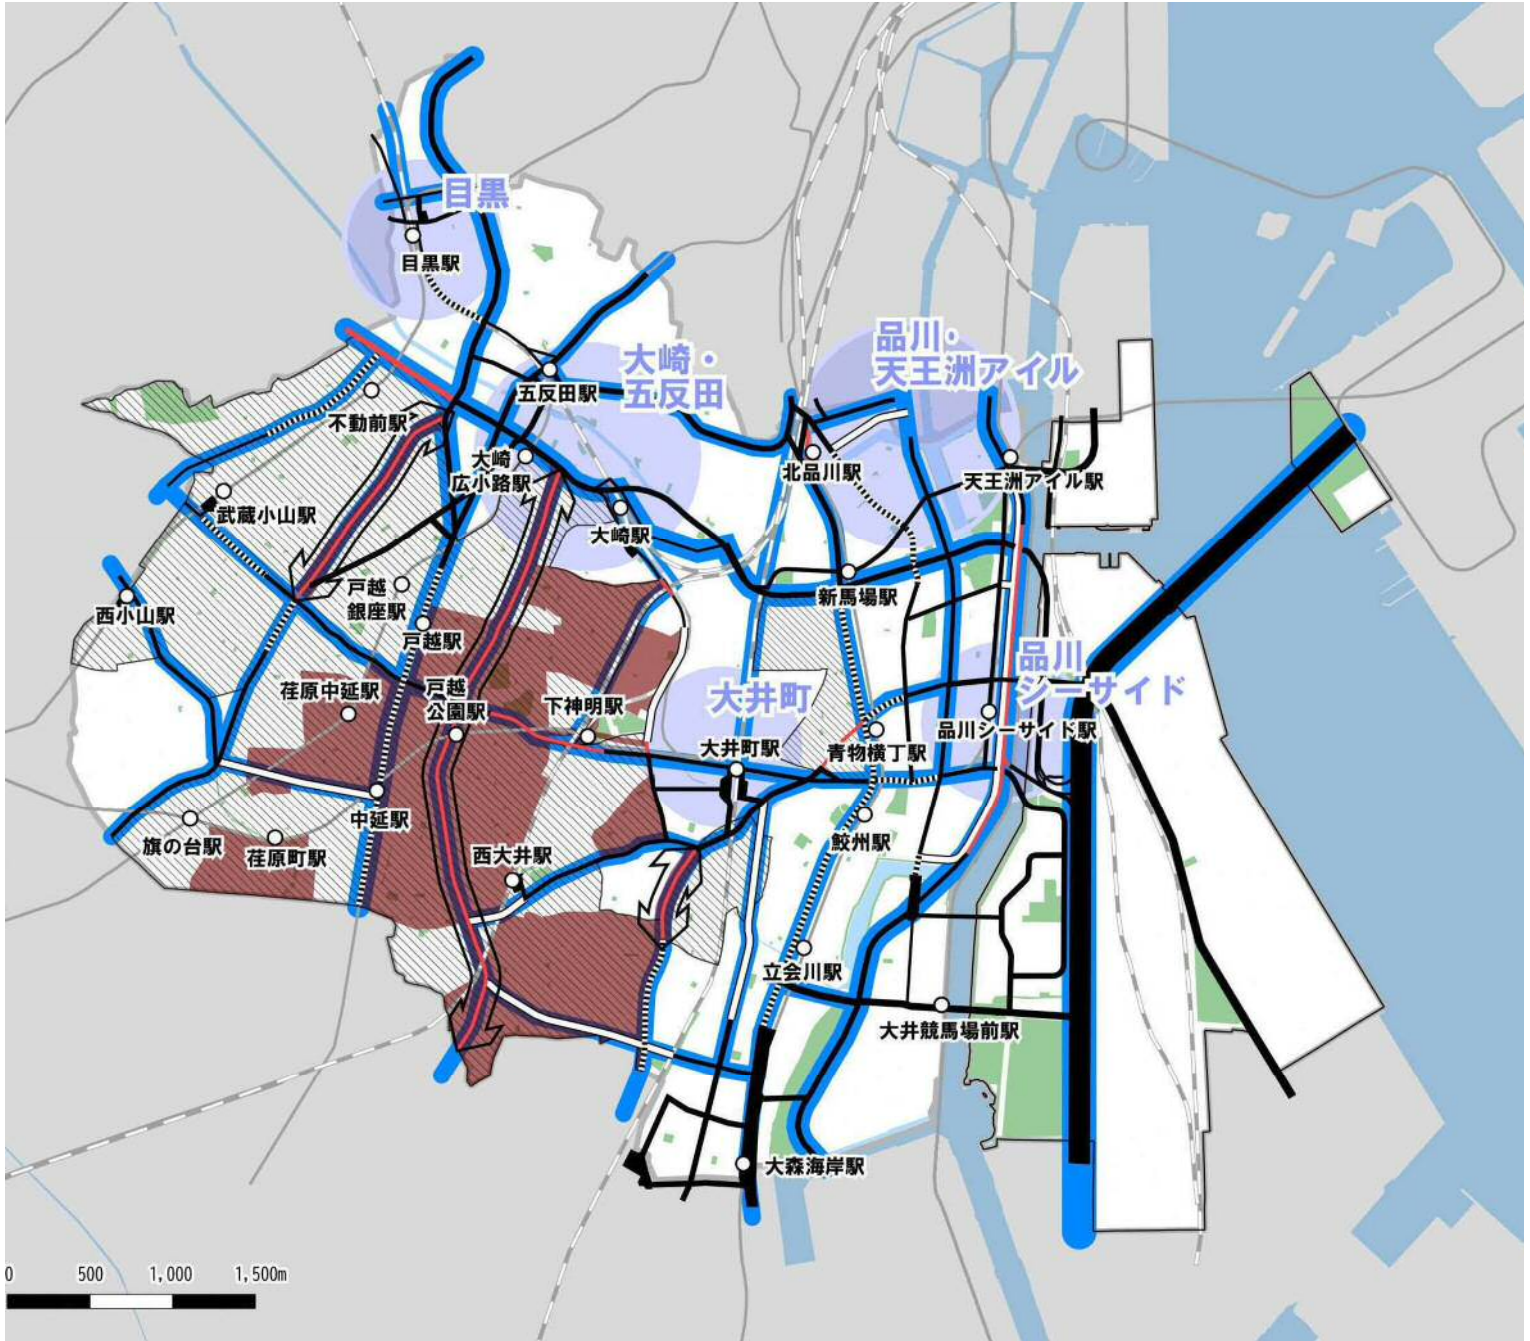 目黒
目黒駅
品川・
天王洲アイル
大崎・
五反田
五反田駅
不動前駅
大崎
広小路駅
北品川駅
天王洲アイル駅
武蔵小山駅
大崎駅
戸越
銀座駅
新馬場駅
西小山駅
戸越駅
品川
シーサイド
荏原中延駅
戸越
公園駅
下神明駅
大井町
品川シーサイド駅
大井町駅
青物横丁駅
中延駅
旗の台駅
荏原町駅
西大井駅
鮫州駅
立会川駅
大井競馬場前駅
大森海岸駅
0 500 1,000 1,500m